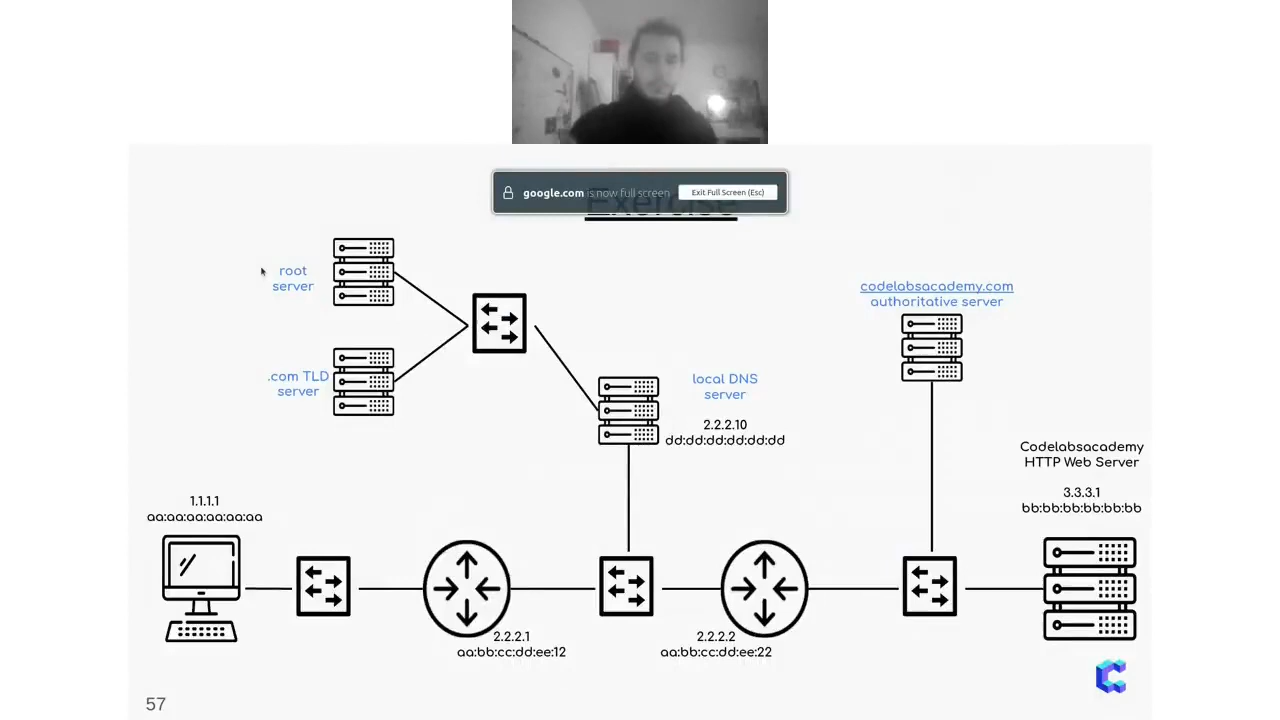 google.com is now full screen
Exit Full Screen (Esc)
Exercise
root
server
codelabsacademy.com
authoritative server
.com TLD
server
local DNS
server
2.2.2.10
dd:dd:dd:dd:dd:dd
Codelabsacademy
HTTP Web Server
3.3.3.1
bb:bb:bb:bb:bb:bb
1.1.1.1
aa:aa:aa:aa:aa:aa
2.2.2.1
aa:bb:cc:dd:ee:12
2.2.2.2
aa:bb:cc:dd:ee:22
57